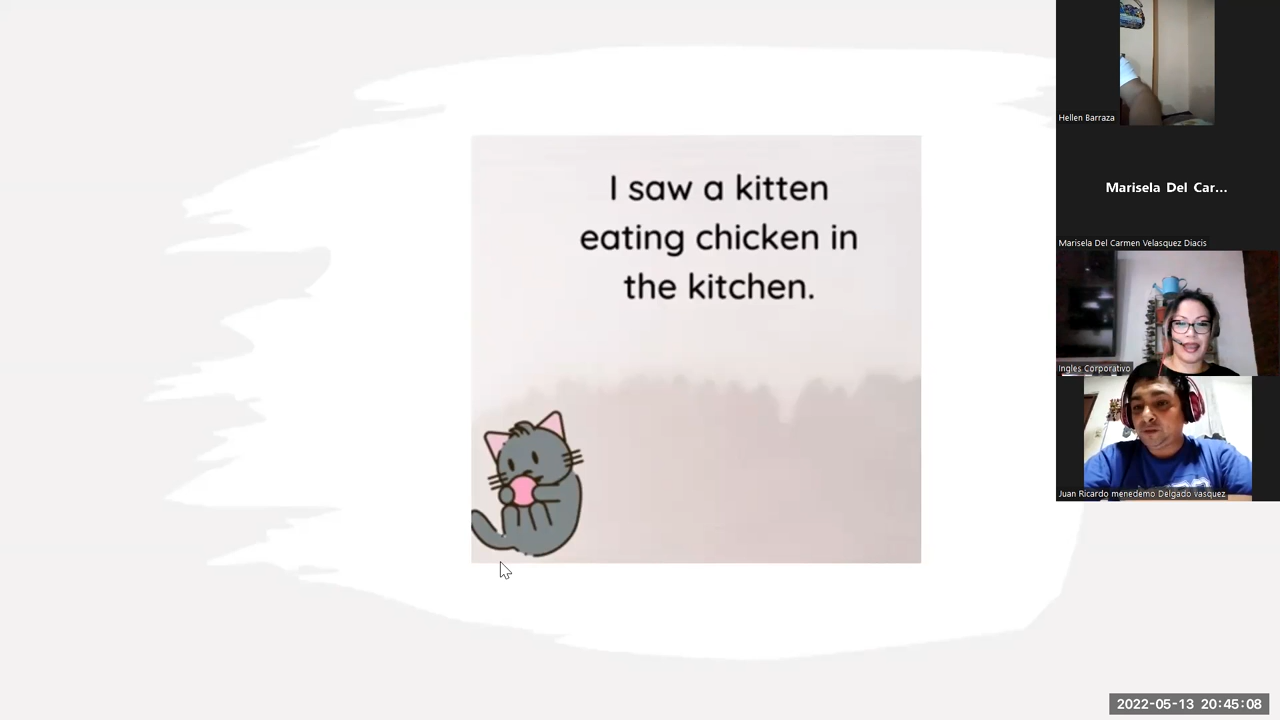 I saw a kitten
eating chicken in
the kitchen.
Hellen Barraza
Marisela Del Car...
Marisela Del Carmen Velasquez Diacis
Ingles Corporativo
Juan Ricardo menedemo Delgado vasquez
2022-05-13 20:45:08